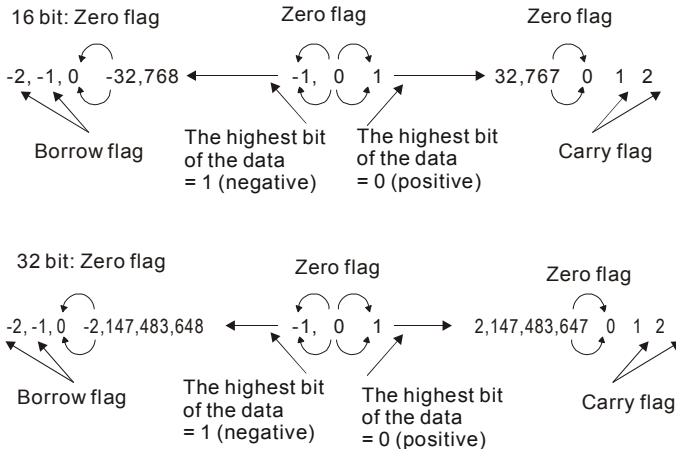 16 bit: Zero flag
Zero flag
Zero flag
-2, -1, 0 -32,768
-1, 0 1
32,767 0 1 2
Borrow flag
The highest bit
of the data
= 1 (negative)
The highest bit
of the data
= 0 (positive)
Carry flag
32 bit: Zero flag
Zero flag
Zero flag
-2, -1, 0 -2,147,483,648
-1, 0 1
2,147,483,647 0 1 2
Borrow flag
The highest bit
of the data
= 1 (negative)
The highest bit
of the data
= 0 (positive)
Carry flag